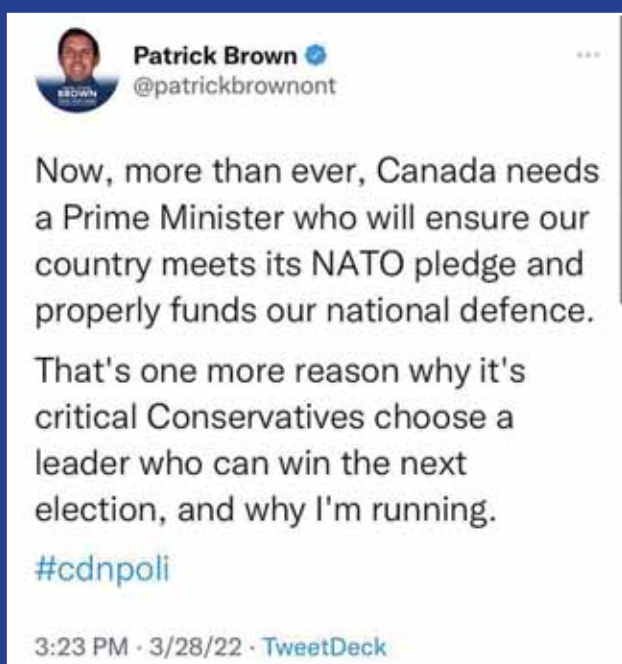 Patrick Brown
@patrickbrownont
BROWN
Now, more than ever, Canada needs
a Prime Minister who will ensure our
country meets its NATO pledge and
properly funds our national defence.
That's one more reason why it's
critical Conservatives choose a
leader who can win the next
election, and why I'm running.
#cdnpoli
3:23 PM · 3/28/22 · TweetDeck